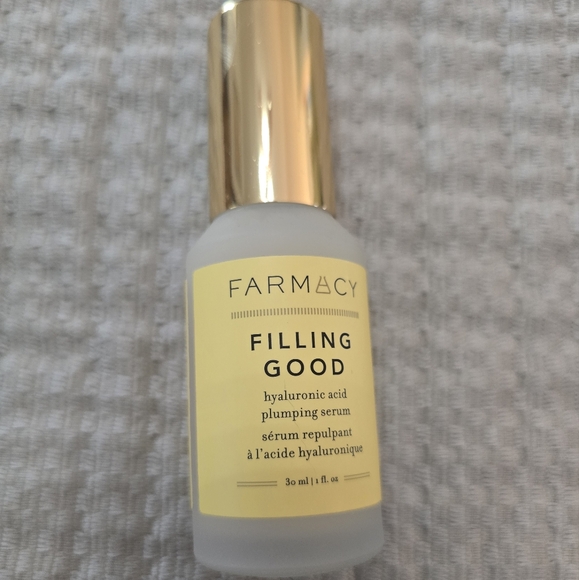 FARMACY
FILLING
GOOD
hyaluronic acid
plumping serum
sérum repulpant
à l'acide hyaluronique
30 ml | 1 fl. oz